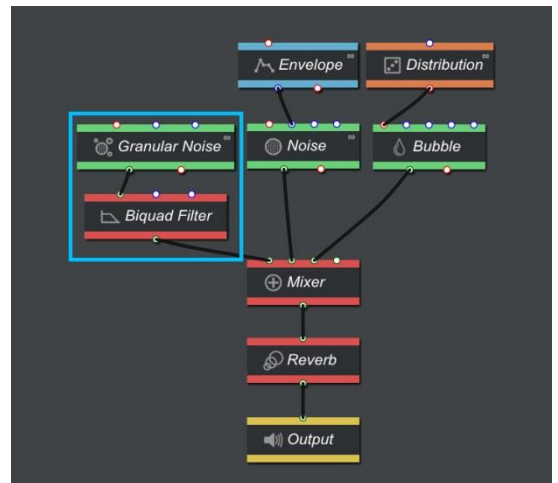 Envelope
Distribution
Granular Noise
Noise
Bubble
Biquad Filter
Mixer
Reverb
Output